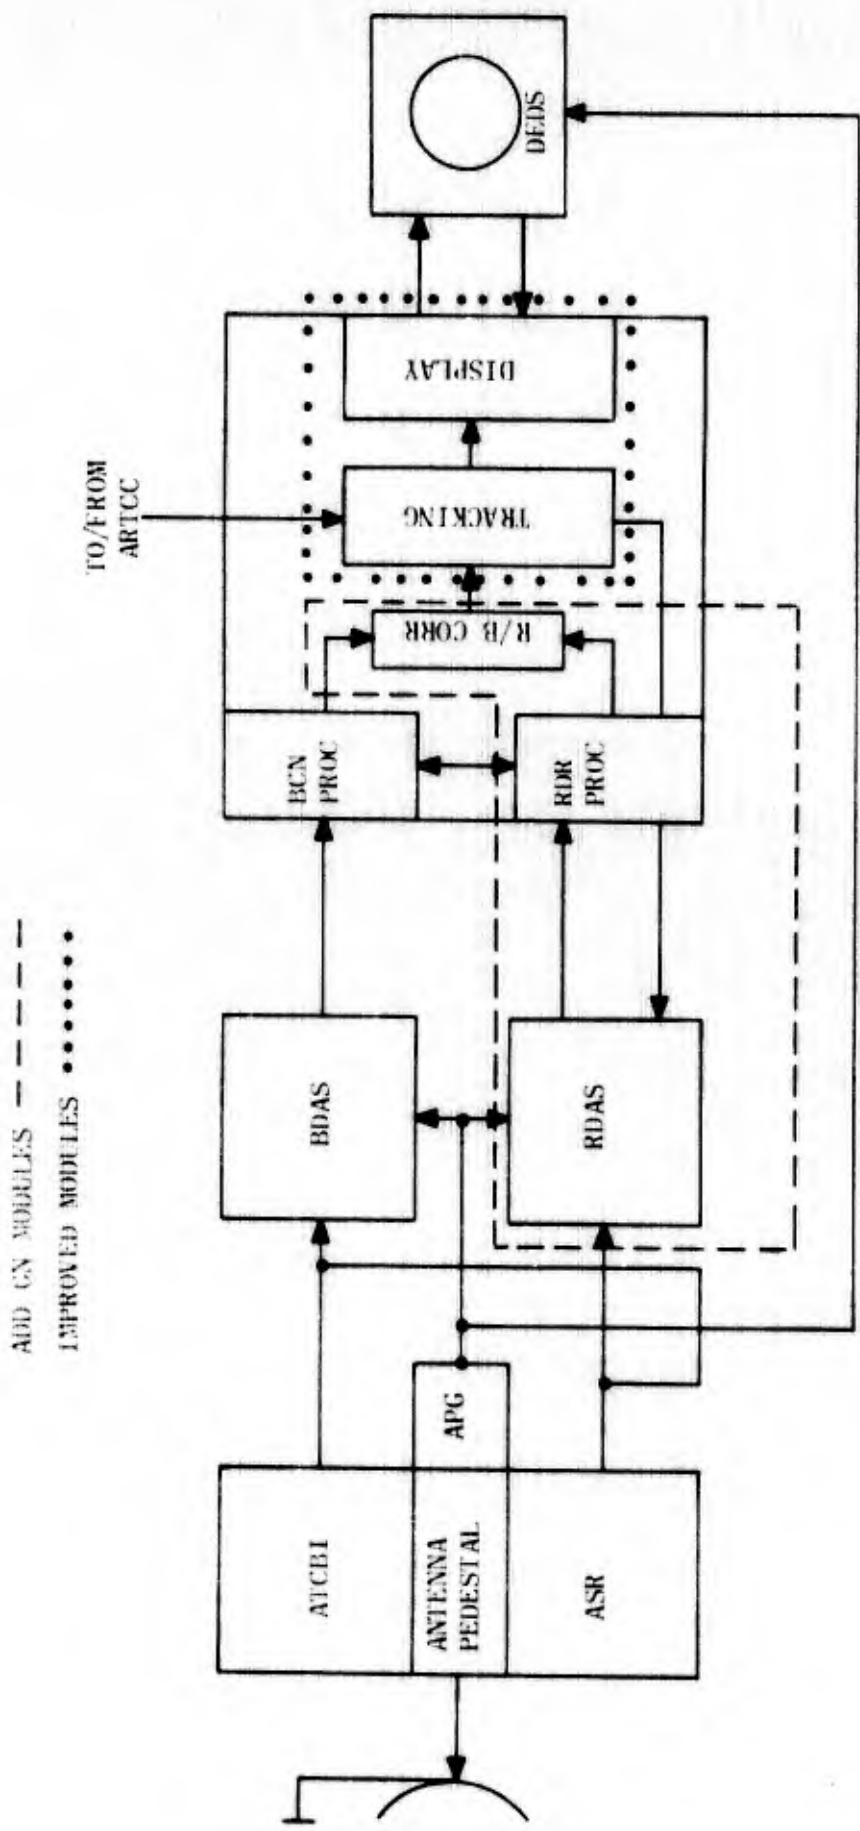 ADD ON MODULES
IMPROVED MODULES
ATCBI
ANTENNA
PEDESTAL
APG
ASR
BDAS
RDAS
BCN
PROC
RDR
PROC
R/B CORR
TRACKING
DISPLAY
TO/FROM
ARTCC
DEDS